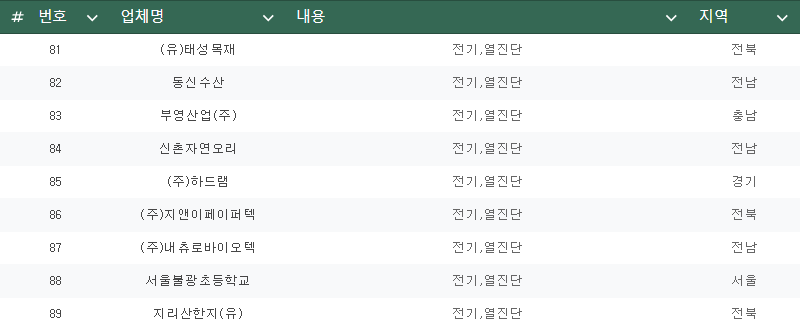 # 번호 업체명 내용 지역
81 (유)태성목재 전기,열진단 전북
82 동신수산 전기,열진단 전남
83 부영산업(주) 전기,열진단 충남
84 신촌자연오리 전기,열진단 전남
85 (주)하드램 전기,열진단 경기
86 (주)지앤이페이퍼텍 전기,열진단 전북
87 (주)내츄로바이오텍 전기,열진단 전남
88 서울불광초등학교 전기,열진단 서울
89 지리산한지(유) 전기,열진단 전북